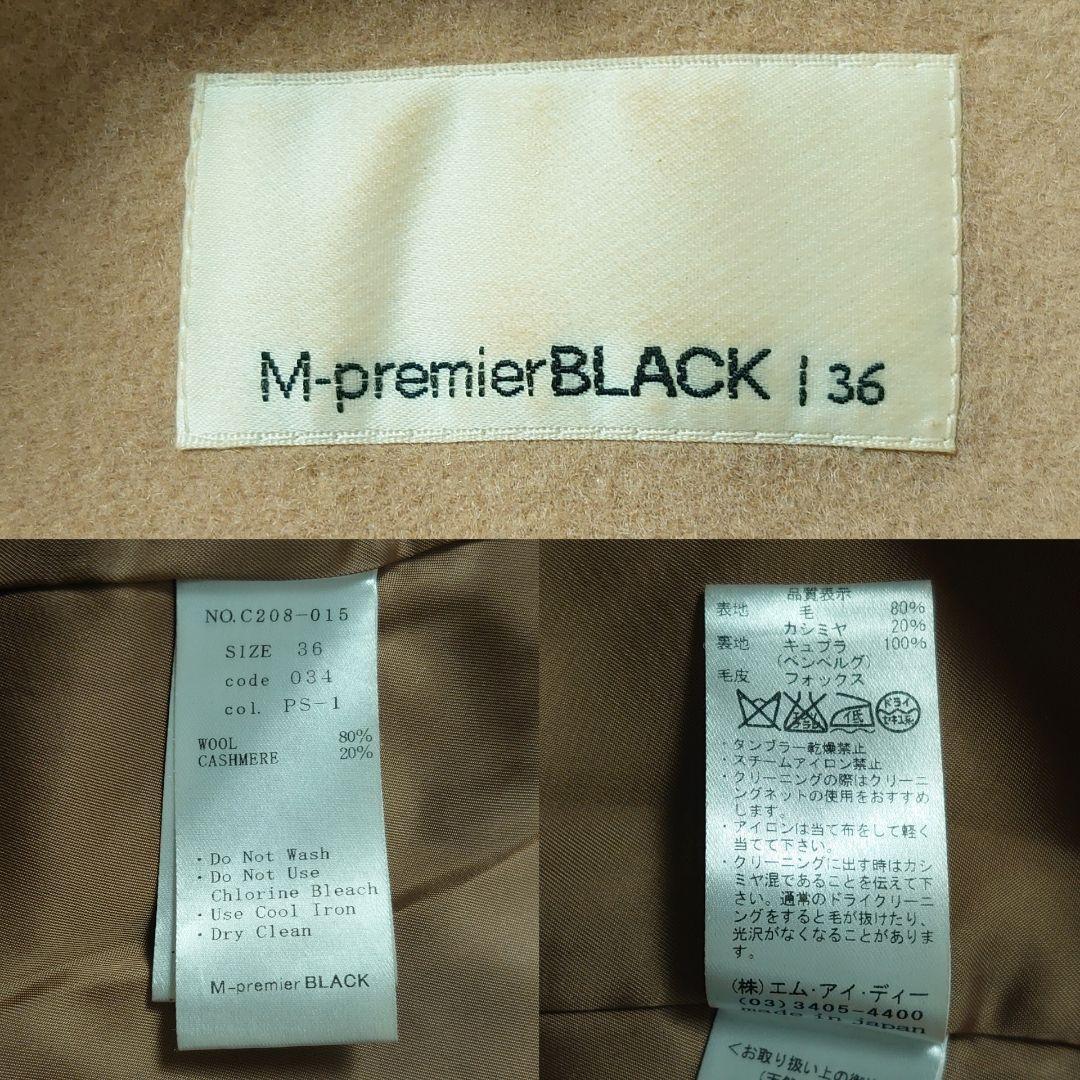 M-premierBLACK | 36
NO.C208-015
SIZE 36
code 034
col. PS-1
WOOL 80%
CASHMERE 20%
・Do Not Wash
・Do Not Use
Chlorine Bleach
・Use Cool Iron
・Dry Clean
M-premier BLACK
品質表示
表地 毛 80%
カシミヤ 20%
裏地 キュプラ 100%
(ベンベルグ)
毛皮 フォックス
エンソサラシ 低 ドライ
セキユ系
・タンブラー乾燥禁止
・スチームアイロン禁止
・クリーニングの際はクリーニ
ングネットの使用をおすすめ
します。
・アイロンは当て布をして軽く
当てて下さい。
・クリーニングに出す時はカシ
ミヤ混であることを伝えて下
さい。通常のドライクリーニ
ングをすると毛が抜けたり、
光沢がなくなることがありま
す。
(株)エム・アイ・ディー
(03)3405-4400
made in japan
<お取り扱い上の御